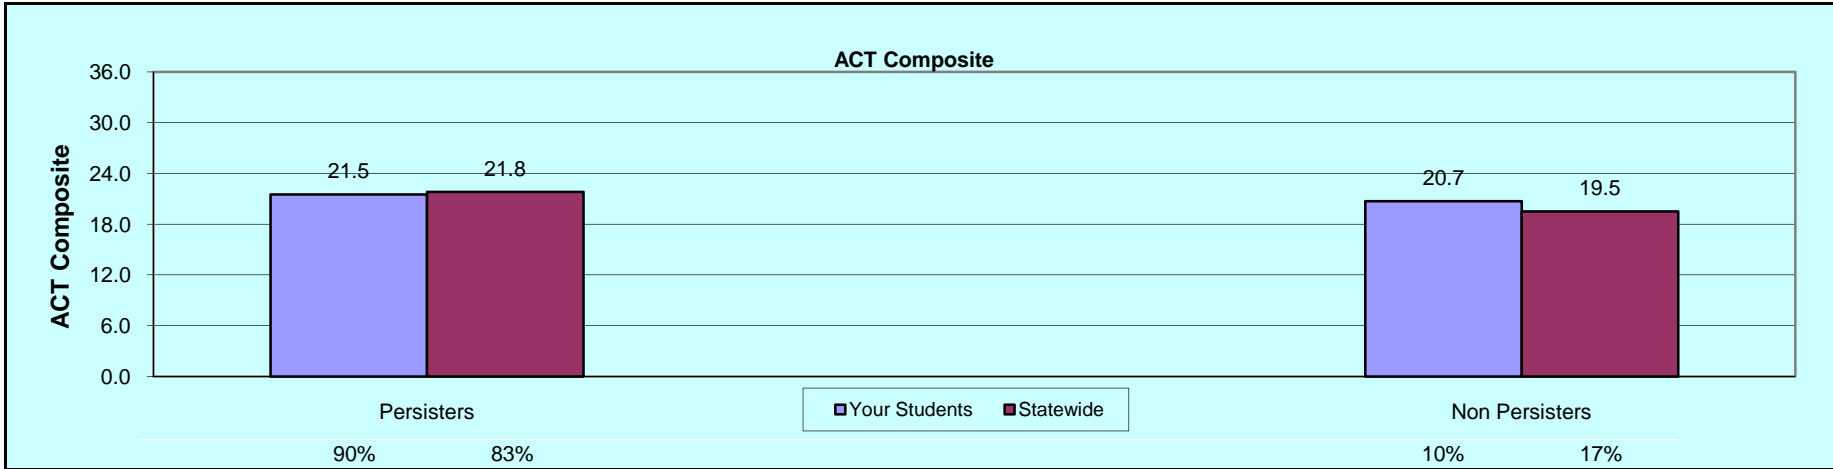 ACT Composite
36.0
30.0
24.0
18.0
12.0
6.0
0.0
ACT Composite
21.5
21.8
20.7
19.5
Persisters
Your Students Statewide
Non Persisters
90% 83% 10% 17%